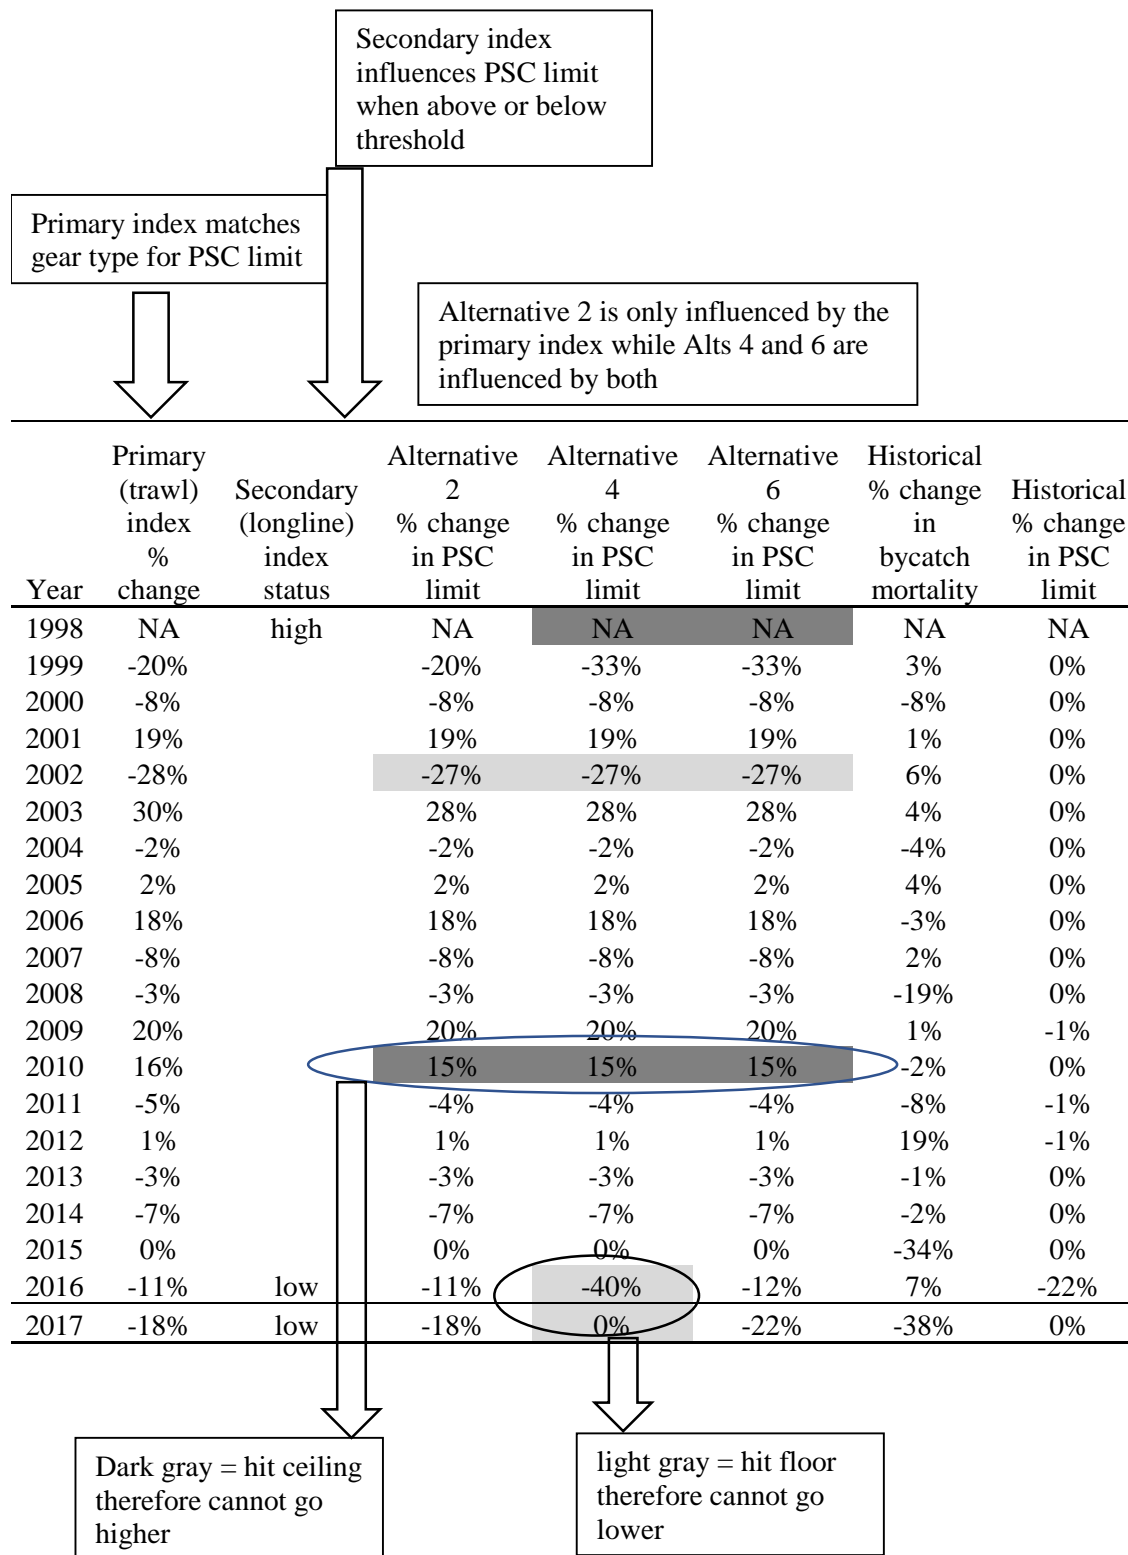 Secondary index
influences PSC limit
when above or below
threshold
Primary index matches
gear type for PSC limit
Alternative 2 is only influenced by the
primary index while Alts 4 and 6 are
influenced by both
Primary Alternative Alternative Alternative Historical
(trawl) Secondary 2 4 6 % change Historical
index (longline) % change % change % change in % change
% index in PSC in PSC in PSC bycatch in PSC
Year change status limit limit limit mortality limit
1998 NA high NA NA NA NA NA
1999 -20% -20% -33% -33% 3% 0%
2000 -8% -8% -8% -8% -8% 0%
2001 19% 19% 19% 19% 1% 0%
2002 -28% -27% -27% -27% 6% 0%
2003 30% 28% 28% 28% 4% 0%
2004 -2% -2% -2% -2% -4% 0%
2005 2% 2% 2% 2% 4% 0%
2006 18% 18% 18% 18% -3% 0%
2007 -8% -8% -8% -8% 2% 0%
2008 -3% -3% -3% -3% -19% 0%
2009 20% 20% 20% 20% 1% -1%
2010 16% 15% 15% 15% -2% 0%
2011 -5% -4% -4% -4% -8% -1%
2012 1% 1% 1% 1% 19% -1%
2013 -3% -3% -3% -3% -1% 0%
2014 -7% -7% -7% -7% -2% 0%
2015 0% 0% 0% 0% -34% 0%
2016 -11% low -11% -40% -12% 7% -22%
2017 -18% low -18% 0% -22% -38% 0%
Dark gray = hit ceiling
therefore cannot go
higher
light gray = hit floor
therefore cannot go
lower